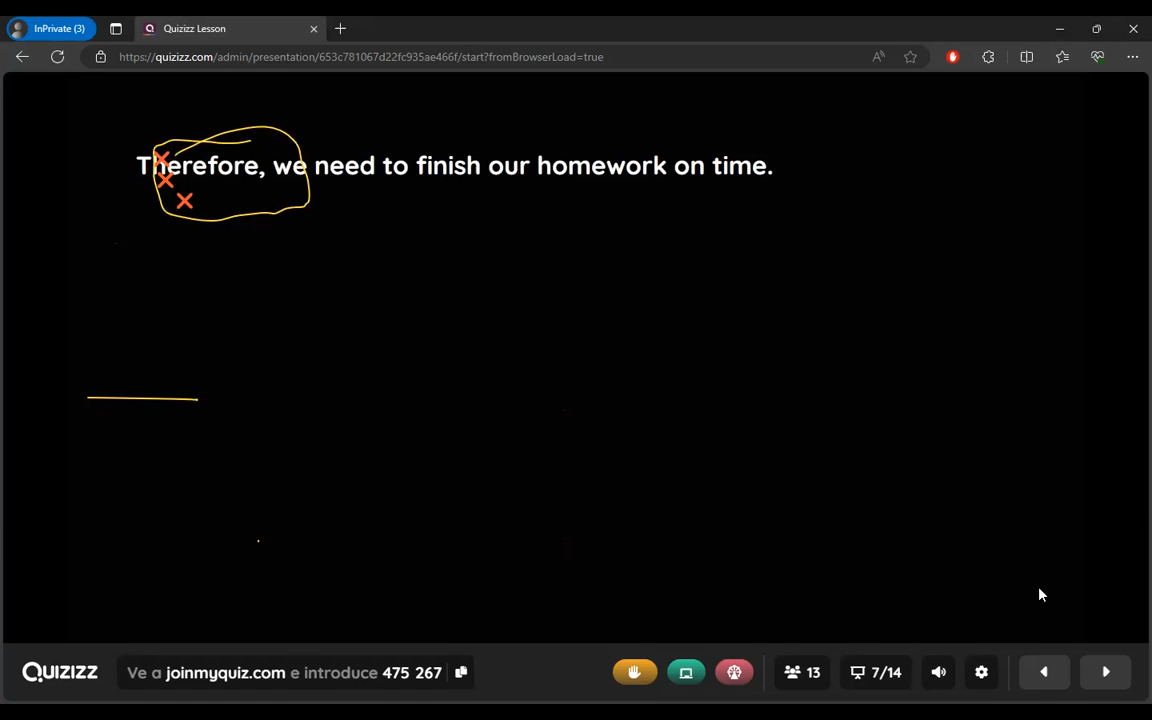 InPrivate (3)
Quizizz Lesson
https://quizizz.com/admin/presentation/653c781067d22fc935ae466f/start?fromBrowserLoad=true
Therefore, we need to finish our homework on time.
QUIZIZZ
Ve a joinmyquiz.com e introduce 475 267
13
7/14